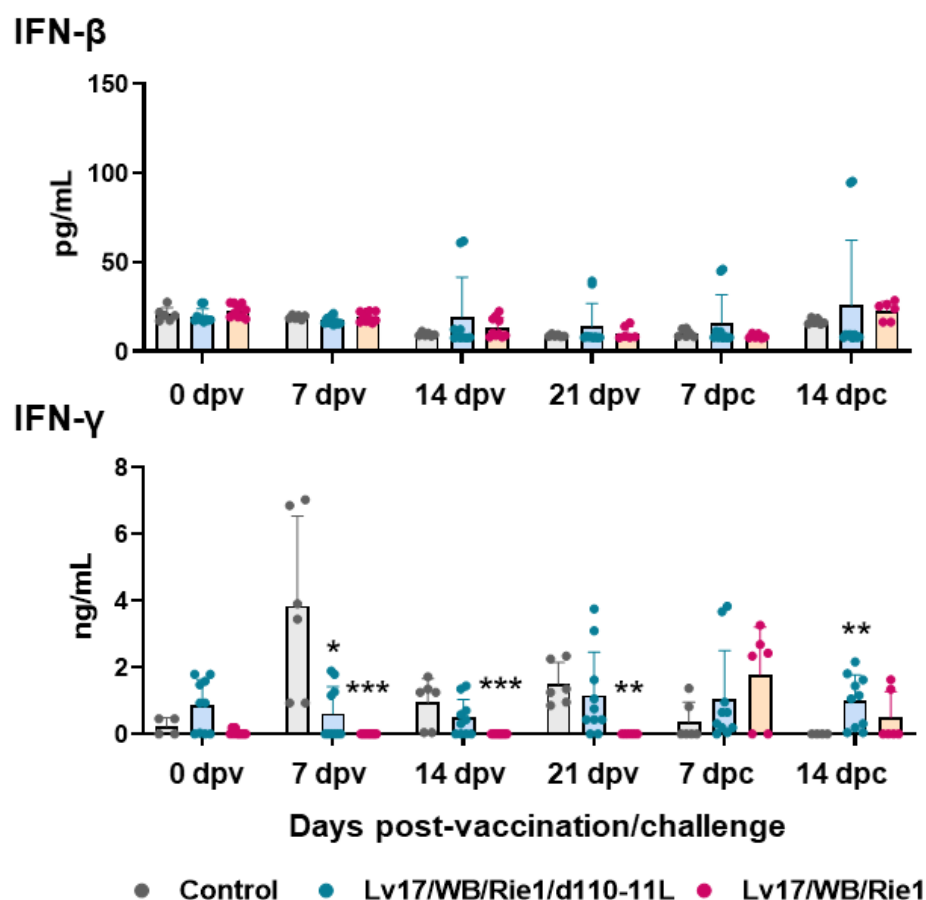 IFN-β
150
100
50
0
pg/mL
0 dpv 7 dpv 14 dpv 21 dpv 7 dpc 14 dpc
IFN-γ
8
6
4
2
0
ng/mL
* *** *** ** **
0 dpv 7 dpv 14 dpv 21 dpv 7 dpc 14 dpc
Days post-vaccination/challenge
Control Lv17/WB/Rie1/d110-11L Lv17/WB/Rie1